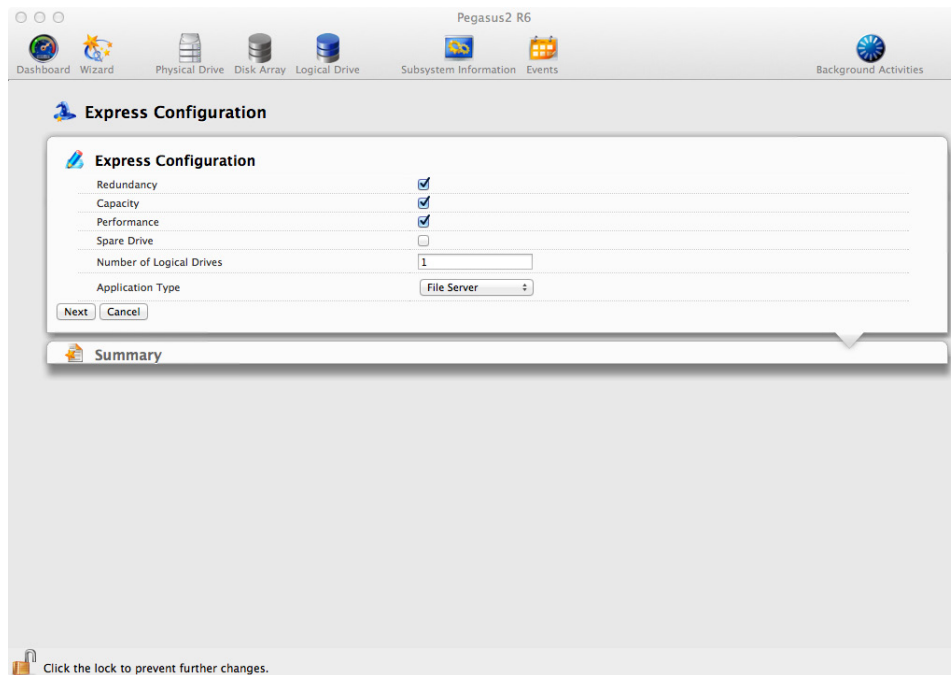 Pegasus2 R6
Dashboard Wizard Physical Drive Disk Array Logical Drive Subsystem Information Events Background Activities
Express Configuration
Express Configuration
Redundancy
Capacity
Performance
Spare Drive
Number of Logical Drives 1
Application Type File Server
Next Cancel
Summary
Click the lock to prevent further changes.